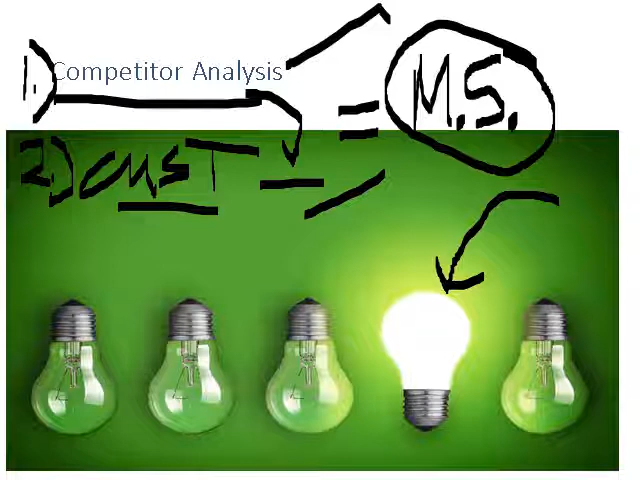 1.) Competitor Analysis
= M.S.
2.) CUST